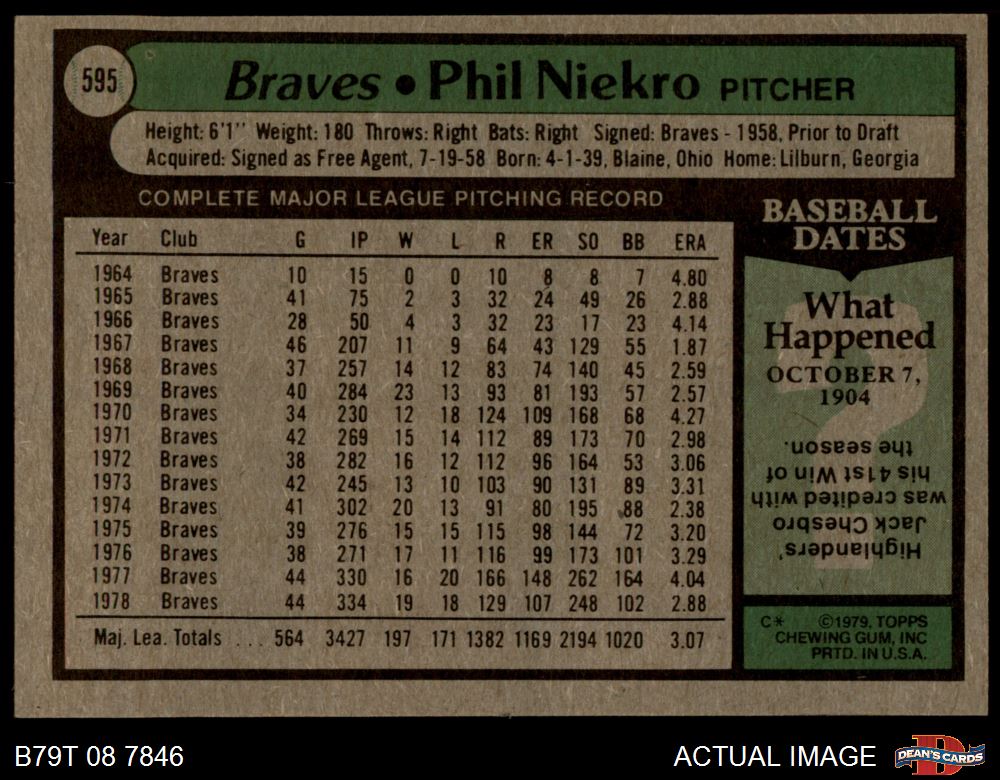 595
Braves • Phil Niekro PITCHER
Height: 6'1" Weight: 180 Throws: Right Bats: Right Signed: Braves - 1958, Prior to Draft
Acquired: Signed as Free Agent, 7-19-58 Born: 4-1-39, Blaine, Ohio Home: Lilburn, Georgia
COMPLETE MAJOR LEAGUE PITCHING RECORD
Year Club G IP W L R ER SO BB ERA
1964 Braves 10 15 0 0 10 8 8 7 4.80
1965 Braves 41 75 2 3 32 24 49 26 2.88
1966 Braves 28 50 4 3 32 23 17 23 4.14
1967 Braves 46 207 11 9 64 43 129 55 1.87
1968 Braves 37 257 14 12 83 74 140 45 2.59
1969 Braves 40 284 23 13 93 81 193 57 2.57
1970 Braves 34 230 12 18 124 109 168 68 4.27
1971 Braves 42 269 15 14 112 89 173 70 2.98
1972 Braves 38 282 16 12 112 96 164 53 3.06
1973 Braves 42 245 13 10 103 90 131 89 3.31
1974 Braves 41 302 20 13 91 80 195 88 2.38
1975 Braves 39 276 15 15 115 98 144 72 3.20
1976 Braves 38 271 17 11 116 99 173 101 3.29
1977 Braves 44 330 16 20 166 148 262 164 4.04
1978 Braves 44 334 19 18 129 107 248 102 2.88
Maj. Lea. Totals ... 564 3427 197 171 1382 1169 2194 1020 3.07
BASEBALL
DATES
What
Happened
OCTOBER 7,
1904
Highlanders'
Jack Chesbro
was credited with
his 41st Win of
the season.
C* ©1979, TOPPS
CHEWING GUM, INC
PRTD. IN U.S.A.
B79T 08 7846
ACTUAL IMAGE
D
DEAN'S CARDS